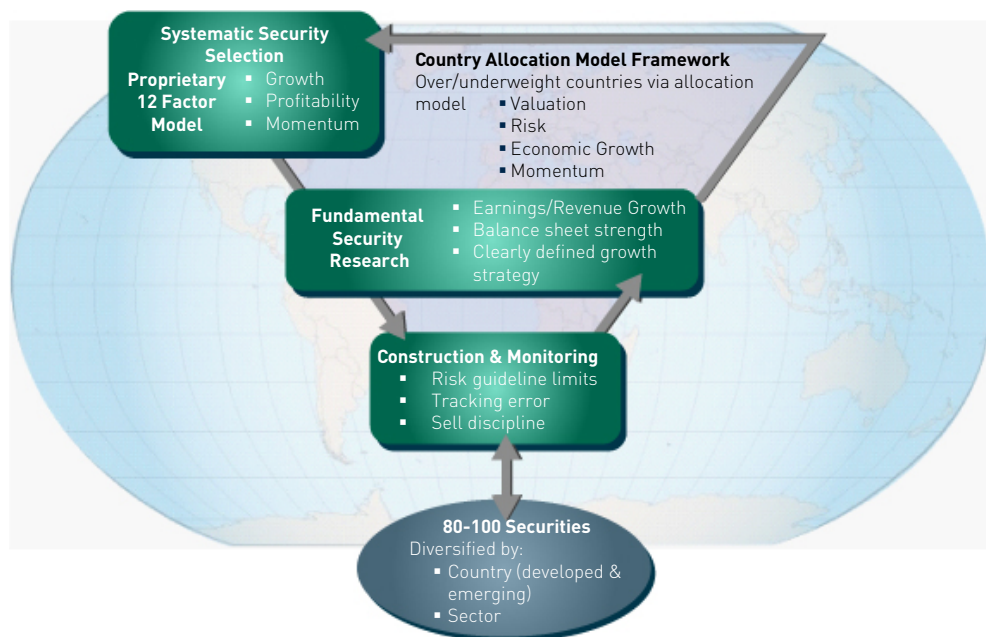 Systematic Security
Selection
Proprietary
12 Factor
Model
▪ Growth
▪ Profitability
▪ Momentum
Country Allocation Model Framework
Over/underweight countries via allocation
model
▪ Valuation
▪ Risk
▪ Economic Growth
▪ Momentum
Fundamental
Security
Research
▪ Earnings/Revenue Growth
▪ Balance sheet strength
▪ Clearly defined growth
strategy
Construction & Monitoring
▪ Risk guideline limits
▪ Tracking error
▪ Sell discipline
80-100 Securities
Diversified by:
▪ Country (developed &
emerging)
▪ Sector